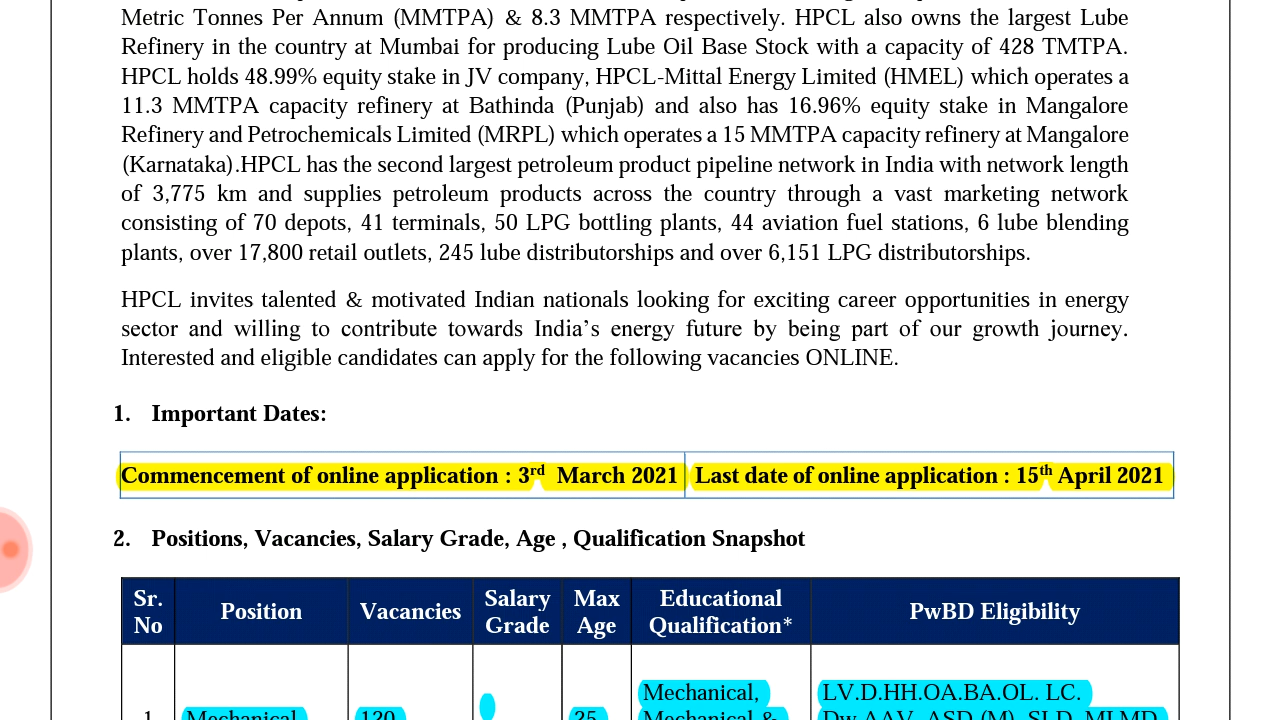 Metric Tonnes Per Annum (MMTPA) & 8.3 MMTPA respectively. HPCL also owns the largest Lube
Refinery in the country at Mumbai for producing Lube Oil Base Stock with a capacity of 428 TMTPA.
HPCL holds 48.99% equity stake in JV company, HPCL-Mittal Energy Limited (HMEL) which operates a
11.3 MMTPA capacity refinery at Bathinda (Punjab) and also has 16.96% equity stake in Mangalore
Refinery and Petrochemicals Limited (MRPL) which operates a 15 MMTPA capacity refinery at Mangalore
(Karnataka).HPCL has the second largest petroleum product pipeline network in India with network length
of 3,775 km and supplies petroleum products across the country through a vast marketing network
consisting of 70 depots, 41 terminals, 50 LPG bottling plants, 44 aviation fuel stations, 6 lube blending
plants, over 17,800 retail outlets, 245 lube distributorships and over 6,151 LPG distributorships.
HPCL invites talented & motivated Indian nationals looking for exciting career opportunities in energy
sector and willing to contribute towards India's energy future by being part of our growth journey.
Interested and eligible candidates can apply for the following vacancies ONLINE.
1. Important Dates:
Commencement of online application : 3rd March 2021 Last date of online application : 15th April 2021
2. Positions, Vacancies, Salary Grade, Age , Qualification Snapshot
Sr. No Position Vacancies Salary Grade Max Age Educational Qualification* PwBD Eligibility
Mechanical, LV.D.HH.OA.BA.OL. LC.
1 Mechanical 120 25 Mechanical &